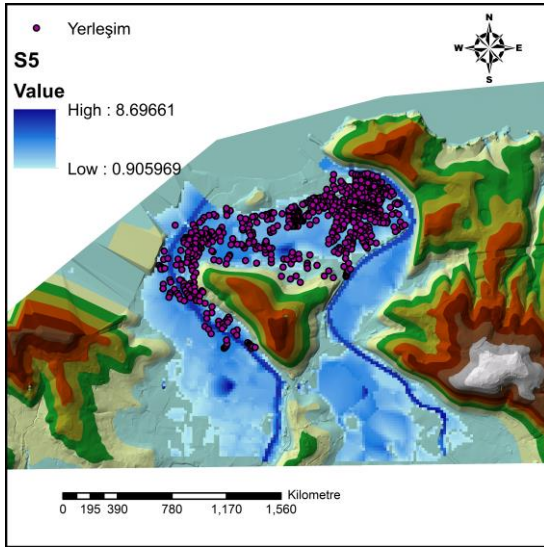 Yerleşim
S5
Value
High : 8.69661
Low : 0.905969
N
W E
S
Kilometre
0 195 390 780 1,170 1,560